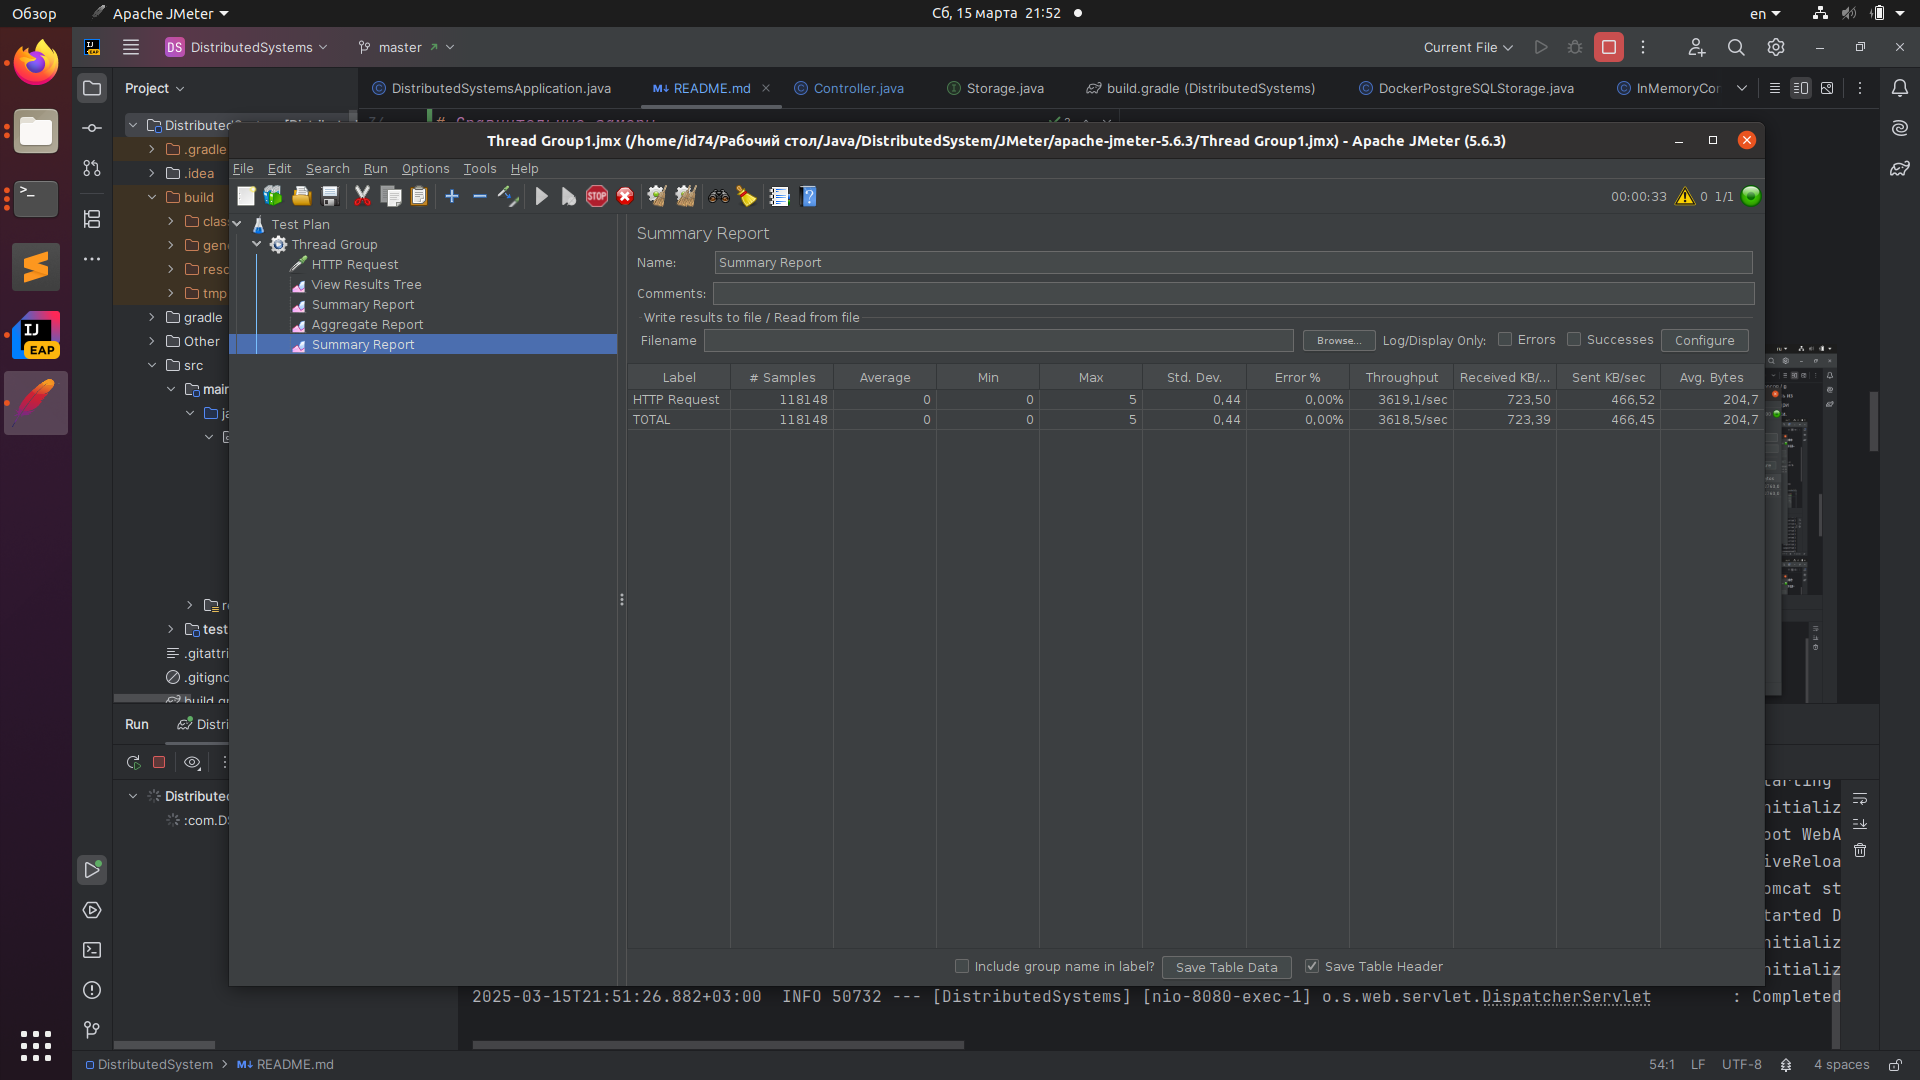 Обзор
Apache JMeter
Сб, 15 марта 21:52
en
DS DistributedSystems
master
Current File
Project
DistributedSystemsApplication.java
README.md
Controller.java
Storage.java
build.gradle (DistributedSystems)
DockerPostgreSQLStorage.java
InMemoryCor
Thread Group1.jmx (/home/id74/Рабочий стол/Java/DistributedSystem/JMeter/apache-jmeter-5.6.3/Thread Group1.jmx) - Apache JMeter (5.6.3)
File Edit Search Run Options Tools Help
00:00:33 0 1/1
.gradle
.idea
build
gradle
Other
src
main
test
.gitattri
.gitigno
Test Plan
Thread Group
HTTP Request
View Results Tree
Summary Report
Aggregate Report
Summary Report
Summary Report
Name: Summary Report
Comments:
Write results to file / Read from file
Filename Browse... Log/Display Only: Errors Successes Configure
Label # Samples Average Min Max Std. Dev. Error % Throughput Received KB/... Sent KB/sec Avg. Bytes
HTTP Request 118148 0 0 5 0,44 0,00% 3619,1/sec 723,50 466,52 204,7
TOTAL 118148 0 0 5 0,44 0,00% 3618,5/sec 723,39 466,45 204,7
Include group name in label? Save Table Data Save Table Header
Run
Distri
Distribute
:com.D
nitializ
oot WebA
iveReloa
omcat st
tarted D
nitializ
nitializ
2025-03-15T21:51:26.882+03:00 INFO 50732 --- [DistributedSystems] [nio-8080-exec-1] o.s.web.servlet.DispatcherServlet : Completed
DistributedSystem > README.md
54:1 LF UTF-8 4 spaces